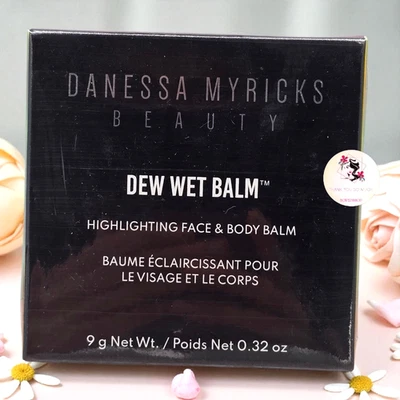 DANESSA MYRICKS
BEAUTY
DEW WET BALM™
HIGHLIGHTING FACE & BODY BALM
BAUME ÉCLAIRCISSANT POUR
LE VISAGE ET LE CORPS
9 g Net Wt. / Poids Net 0.32 oz